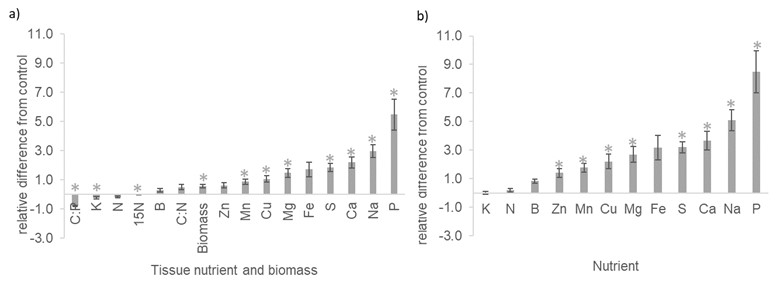 a)
relative difference from control
11.0
9.0
7.0
5.0
3.0
1.0
-1.0
-3.0
* * * * * * * * * * *
C:P K N 15N B C:N Biomass Zn Mn Cu Mg Fe S Ca Na P
Tissue nutrient and biomass
b)
relative difference from control
11.0
9.0
7.0
5.0
3.0
1.0
-1.0
-3.0
* * * * * * * *
K N B Zn Mn Cu Mg Fe S Ca Na P
Nutrient